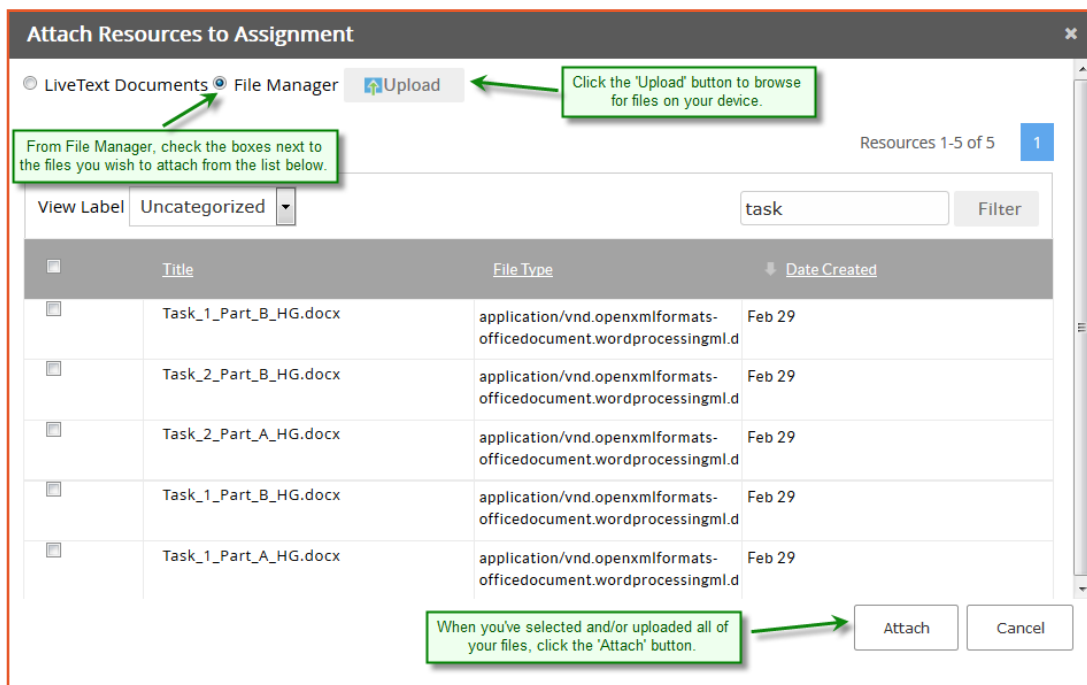 Attach Resources to Assignment
LiveText Documents File Manager Upload
Click the 'Upload' button to browse
for files on your device.
From File Manager, check the boxes next to
the files you wish to attach from the list below.
Resources 1-5 of 5 1
View Label Uncategorized task Filter
Title File Type Date Created
Task_1_Part_B_HG.docx application/vnd.openxmlformats- Feb 29
officedocument.wordprocessingml.d
Task_2_Part_B_HG.docx application/vnd.openxmlformats- Feb 29
officedocument.wordprocessingml.d
Task_2_Part_A_HG.docx application/vnd.openxmlformats- Feb 29
officedocument.wordprocessingml.d
Task_1_Part_B_HG.docx application/vnd.openxmlformats- Feb 29
officedocument.wordprocessingml.d
Task_1_Part_A_HG.docx application/vnd.openxmlformats- Feb 29
officedocument.wordprocessingml.d
When you've selected and/or uploaded all of
your files, click the 'Attach' button.
Attach Cancel